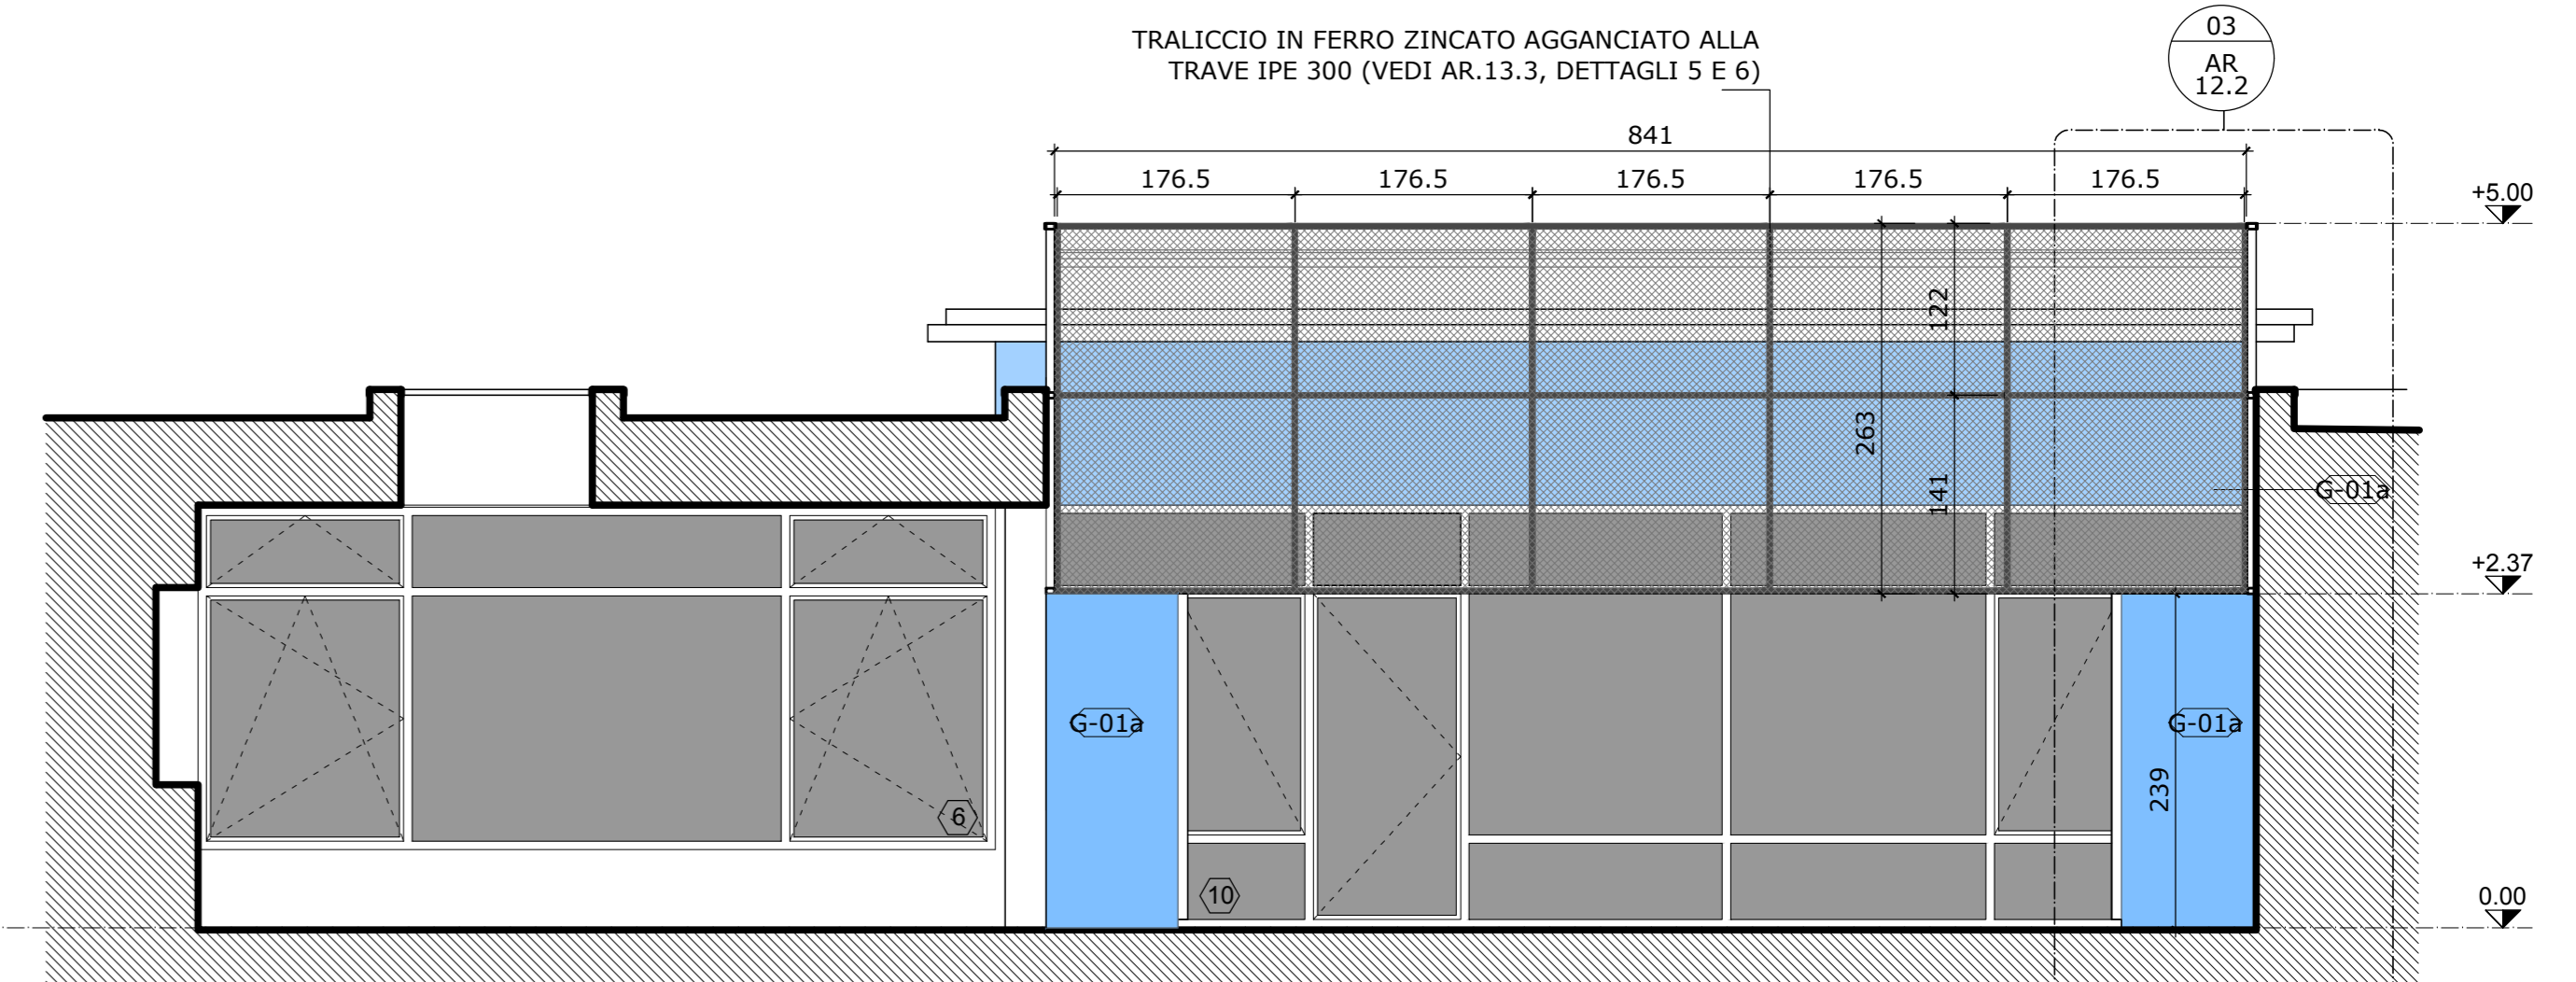 TRALICCIO IN FERRO ZINCATO AGGANCIATO ALLA
TRAVE IPE 300 (VEDI AR.13.3, DETTAGLI 5 E 6)
03
AR
12.2
841
176.5 176.5 176.5 176.5 176.5
+5.00
122
263
141
G-01a
+2.37
G-01a
G-01a
239
6
10
0.00